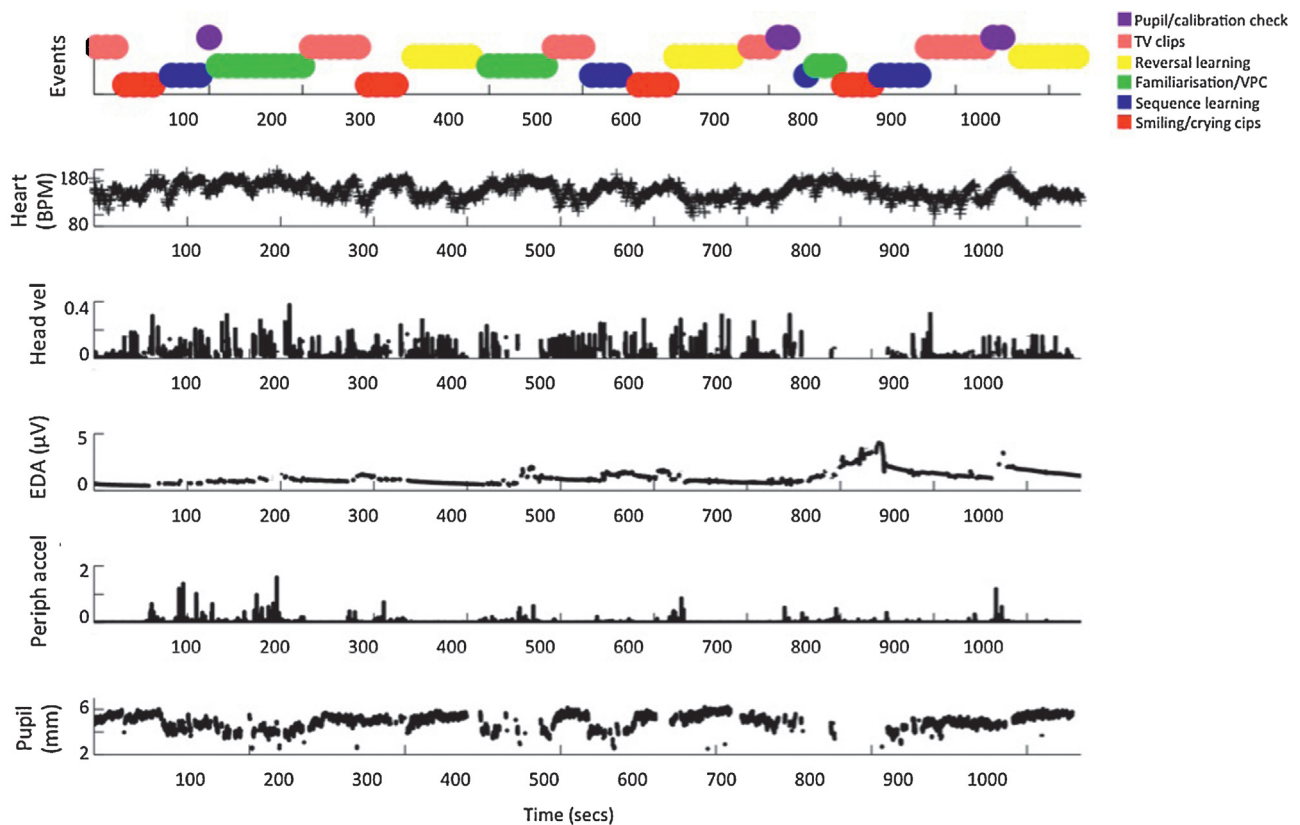 Events
100 200 300 400 500 600 700 800 900 1000
Pupil/calibration check
TV clips
Reversal learning
Familiarisation/VPC
Sequence learning
Smiling/crying cips
Heart
(BPM)
180
80
100 200 300 400 500 600 700 800 900 1000
Head vel
0.4
0
100 200 300 400 500 600 700 800 900 1000
EDA (µV)
5
0
100 200 300 400 500 600 700 800 900 1000
Periph accel
2
0
100 200 300 400 500 600 700 800 900 1000
Pupil
(mm)
6
2
100 200 300 400 500 600 700 800 900 1000
Time (secs)